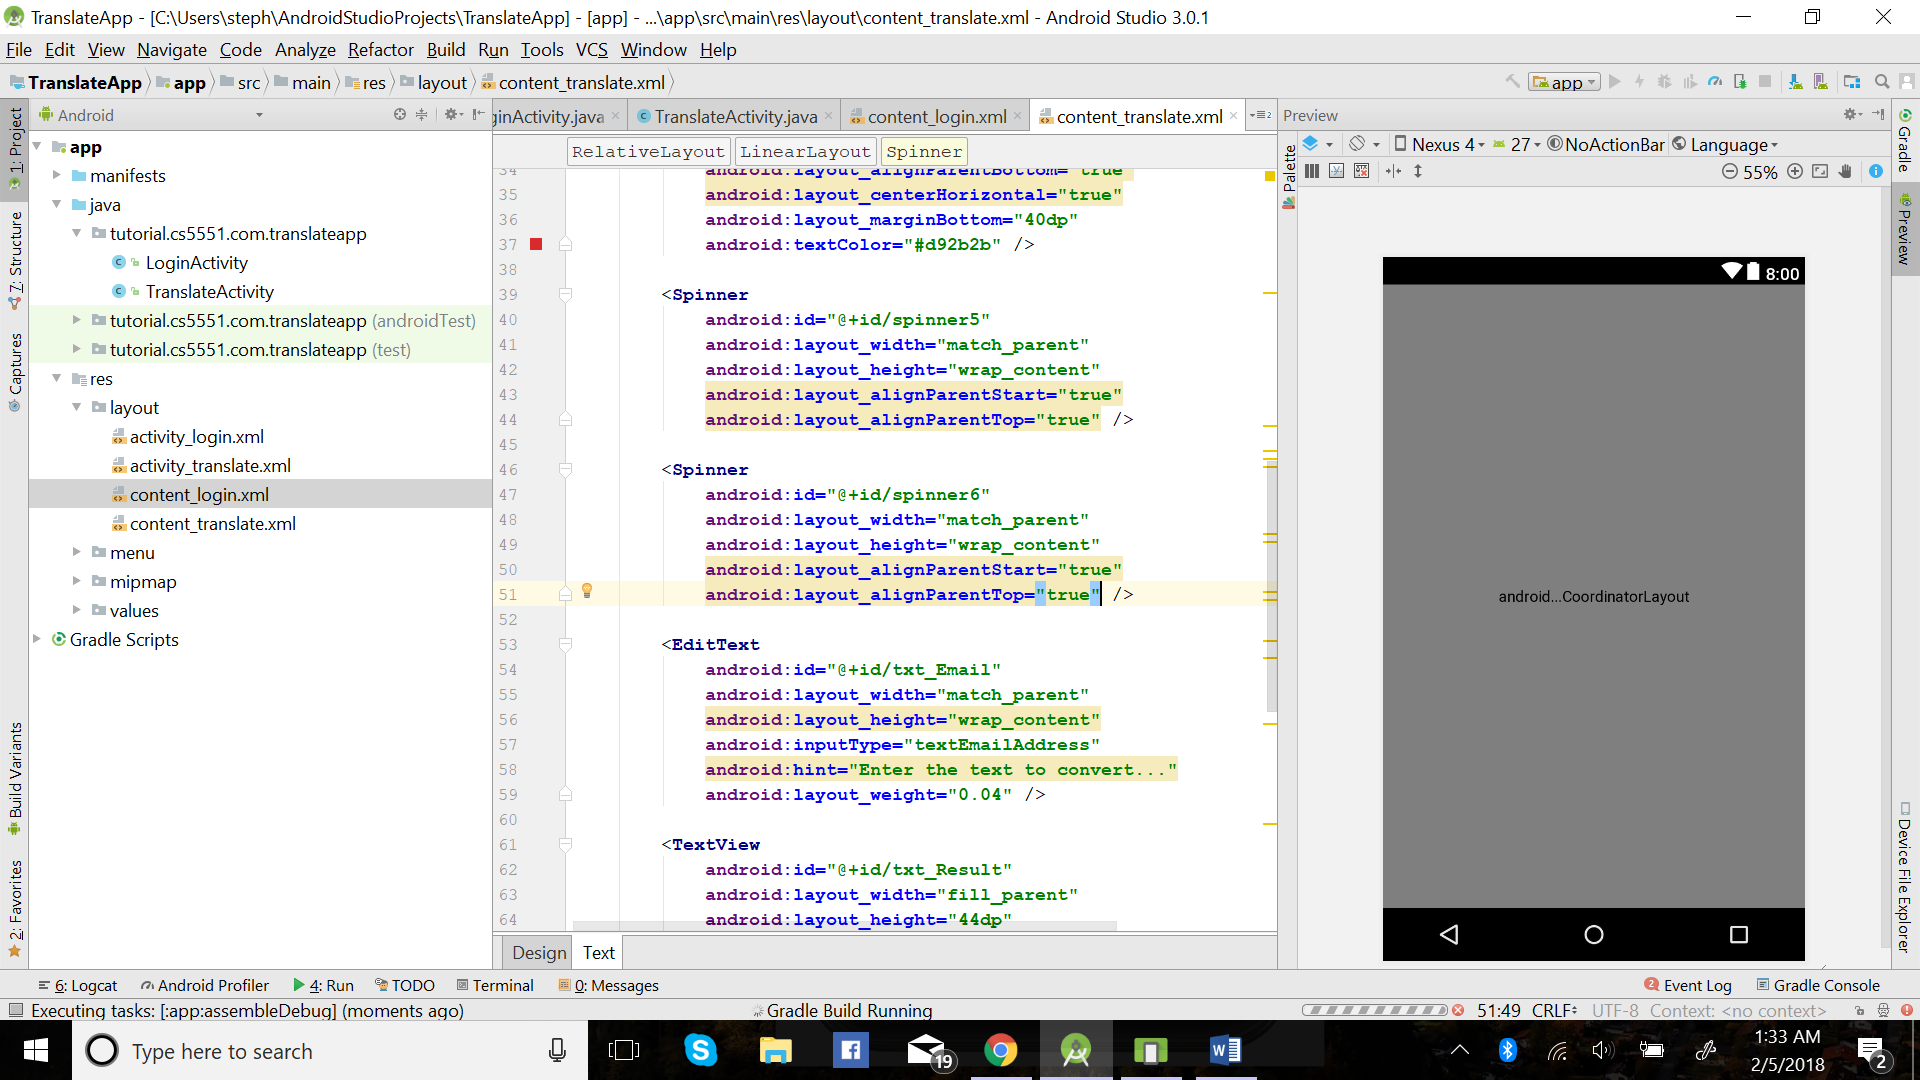 TranslateApp - [C:\Users\steph\AndroidStudioProjects\TranslateApp] - [app] - ...\app\src\main\res\layout\content_translate.xml - Android Studio 3.0.1
File Edit View Navigate Code Analyze Refactor Build Run Tools VCS Window Help
TranslateApp app src main res layout content_translate.xml
app
Android
ginActivity.java TranslateActivity.java content_login.xml content_translate.xml
Preview
RelativeLayout LinearLayout Spinner
Nexus 4 27 NoActionBar Language
55%
1: Project
7: Structure
Captures
Build Variants
2: Favorites
app
manifests
java
tutorial.cs5551.com.translateapp
LoginActivity
TranslateActivity
tutorial.cs5551.com.translateapp (androidTest)
tutorial.cs5551.com.translateapp (test)
res
layout
activity_login.xml
activity_translate.xml
content_login.xml
content_translate.xml
menu
mipmap
values
Gradle Scripts
34 android:layout_alignParentBottom="true"
35 android:layout_centerHorizontal="true"
36 android:layout_marginBottom="40dp"
37 android:textColor="#d92b2b" />
38
39 <Spinner
40 android:id="@+id/spinner5"
41 android:layout_width="match_parent"
42 android:layout_height="wrap_content"
43 android:layout_alignParentStart="true"
44 android:layout_alignParentTop="true" />
45
46 <Spinner
47 android:id="@+id/spinner6"
48 android:layout_width="match_parent"
49 android:layout_height="wrap_content"
50 android:layout_alignParentStart="true"
51 android:layout_alignParentTop="true" />
52
53 <EditText
54 android:id="@+id/txt_Email"
55 android:layout_width="match_parent"
56 android:layout_height="wrap_content"
57 android:inputType="textEmailAddress"
58 android:hint="Enter the text to convert..."
59 android:layout_weight="0.04" />
60
61 <TextView
62 android:id="@+id/txt_Result"
63 android:layout_width="fill_parent"
64 android:layout_height="44dp"
Design Text
Palette
8:00
android...CoordinatorLayout
Gradle
Preview
Device File Explorer
6: Logcat Android Profiler 4: Run TODO Terminal 0: Messages
2 Event Log Gradle Console
Executing tasks: [:app:assembleDebug] (moments ago) Gradle Build Running 51:49 CRLF UTF-8 Context: <no context>
Type here to search
19
1:33 AM
2/5/2018
2